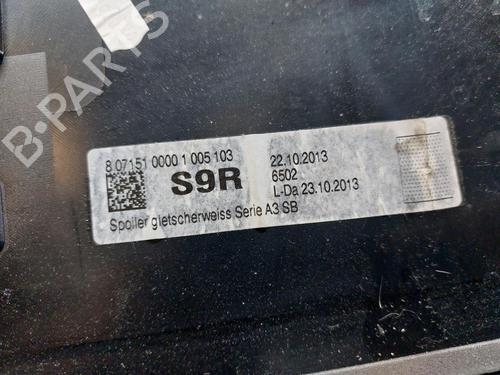 B-PARTS
8 07151 0000 1 005 103
S9R
22.10.2013
6502
L-Da 23.10.2013
Spoiler gletscherweiss Serie A3 SB